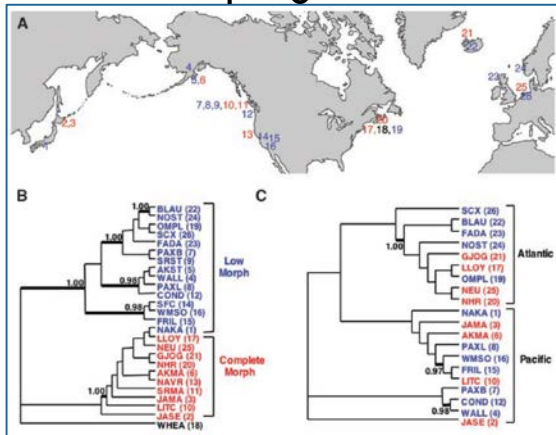 A
21
22
4
5,6
24
23
25
26
7,8,9,10,11
12
2,3
1
13
14
15
16
20
17,18,19
B
1.00
BLAU (22)
NOST (24)
OMPL (19)
SCX (26)
1.00
FADA (23)
PAXB (7)
SRST (9)
1.00
0.98
AKST (5)
WALL (4)
PAXL (8)
COND (12)
0.98
SFC (14)
WMSO (16)
FRIL (15)
NAKA (1)
Low
Morph
LLOY (17)
NEU (25)
GJOG (21)
NHR (20)
AKMA (6)
NAVR (13)
1.00
SRMA (11)
JAMA (3)
LITC (10)
JASE (2)
WHEA (18)
Complete
Morph
C
SCX (26)
BLAU (22)
FADA (23)
1.00
NOST (24)
GJOG (21)
LLOY (17)
OMPL (19)
NEU (25)
NHR (20)
Atlantic
NAKA (1)
JAMA (3)
AKMA (6)
PAXL (8)
WMSO (16)
0.97
FRIL (15)
LITC (10)
PAXB (7)
COND (12)
0.98
WALL (4)
JASE (2)
Pacific